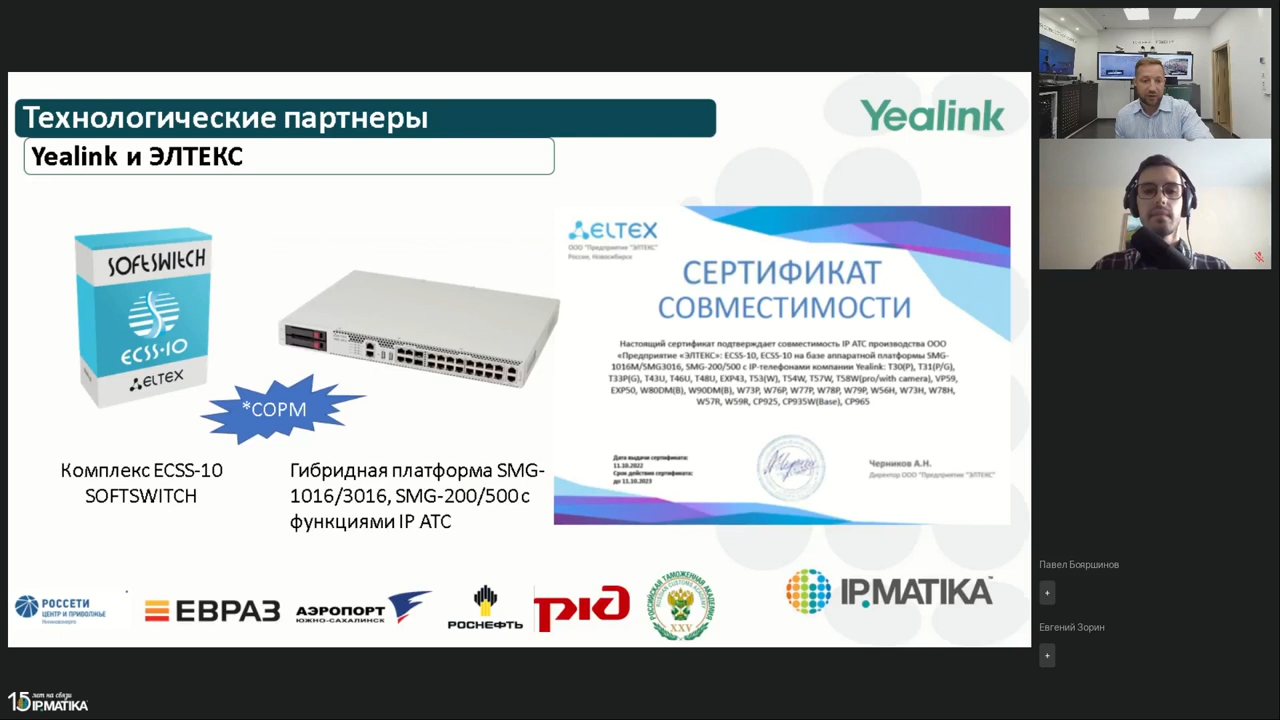 Технологические партнеры
Yealink
Yealink и ЭЛТЕКС
SOFTSWITCH
ECSS-10
ELTEX
*СОРМ
Комплекс ECSS-10
SOFTSWITCH
Гибридная платформа SMG-
1016/3016, SMG-200/500 с
функциями IP АТС
ELTEX
ООО "Предприятие "ЭЛТЕКС"
Россия, Новосибирск
СЕРТИФИКАТ
СОВМЕСТИМОСТИ
Настоящий сертификат подтверждает совместимость IP АТС производства ООО
«Предприятие «ЭЛТЕКС»: ECSS-10, ECSS-10 на базе аппаратной платформы SMG-
1016M/SMG3016, SMG-200/500 с IP-телефонами компании Yealink: T30(P), T31(P/G),
T33P(G), T43U, T46U, T48U, EXP43, T53(W), T54W, T57W, T58W(pro/with camera), VP59,
EXP50, W80DM(B), W90DM(B), W73P, W76P, W77P, W78P, W79P, W56H, W73H, W78H,
W57R, W59R, CP925, CP935W(Base), CP965
Дата выдачи сертификата:
11.10.2022
Срок действия сертификата:
до 11.10.2023
Черников А.Н.
Директор ООО "Предприятие "ЭЛТЕКС"
РОССЕТИ
ЦЕНТР И ПРИВОЛЖЬЕ
ЕВРАЗ
АЭРОПОРТ
ЮЖНО-САХАЛИНСК
РОСНЕФТЬ
ржд
РОССИЙСКАЯ ТАМОЖЕННАЯ АКАДЕМИЯ
XXV
IPMATIKA
Павел Бояршинов
+
Евгений Зорин
+
15 лет на связи
IPMATIKA